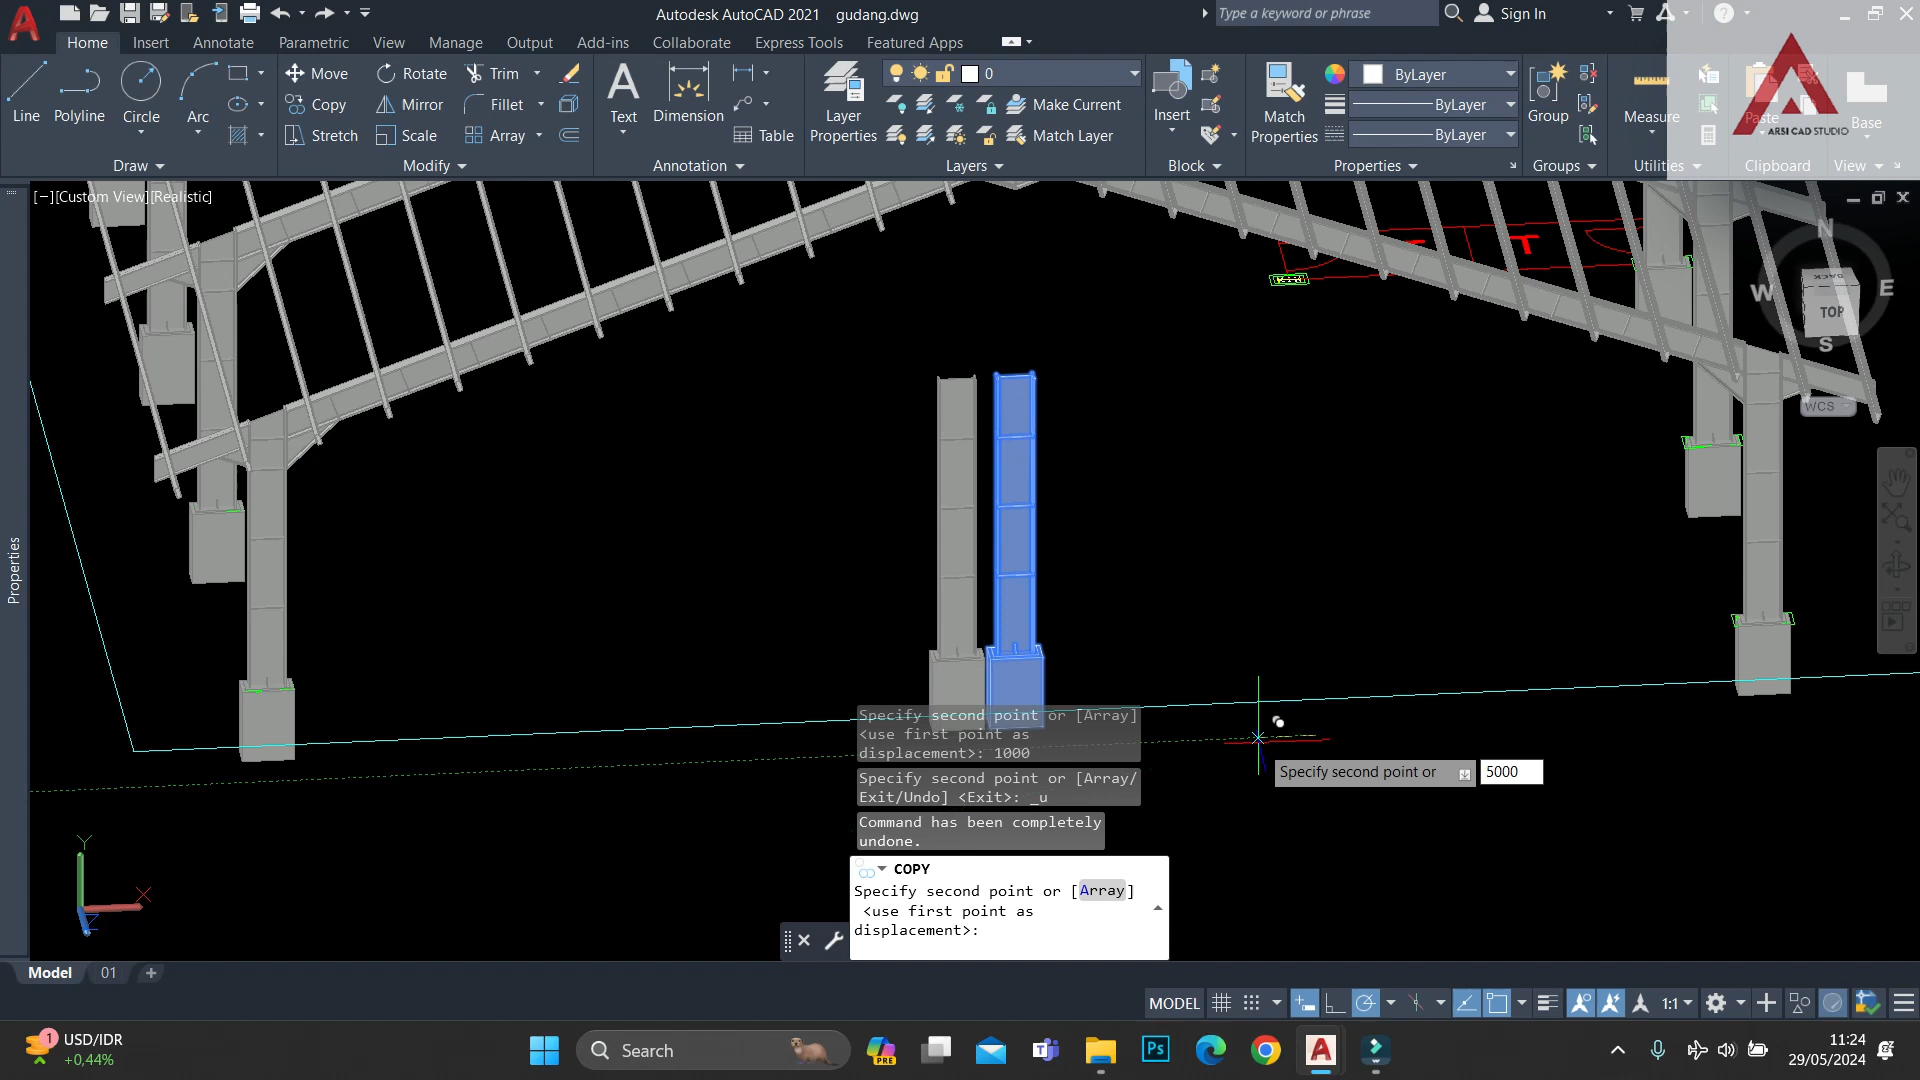 Autodesk AutoCAD 2021 gudang.dwg
Type a keyword or phrase
Sign In
Home Insert Annotate Parametric View Manage Output Add-ins Collaborate Express Tools Featured Apps
Line
Polyline
Circle
Arc
Move
Rotate
Trim
Copy
Mirror
Fillet
Stretch
Scale
Array
Text
Dimension
Table
Layer
Properties
0
Make Current
Match Layer
Insert
Match
Properties
ByLayer
ByLayer
ByLayer
Group
Measure
Paste
Base
ARSI CAD STUDIO
Draw
Modify
Annotation
Layers
Block
Properties
Groups
Utilities
Clipboard
View
[−][Custom View][Realistic]
N
W
E
S
BACK
TOP
WCS
Properties
T
T
Specify second point or [Array]
<use first point as
displacement>: 1000
Specify second point or [Array/
Exit/Undo] <Exit>: _u
Command has been completely
undone.
COPY
Specify second point or [Array]
<use first point as
displacement>:
Specify second point or
5000
Y
X
Z
Model
01
MODEL
1:1
1
USD/IDR
+0,44%
Search
PRE
Ps
11:24
29/05/2024